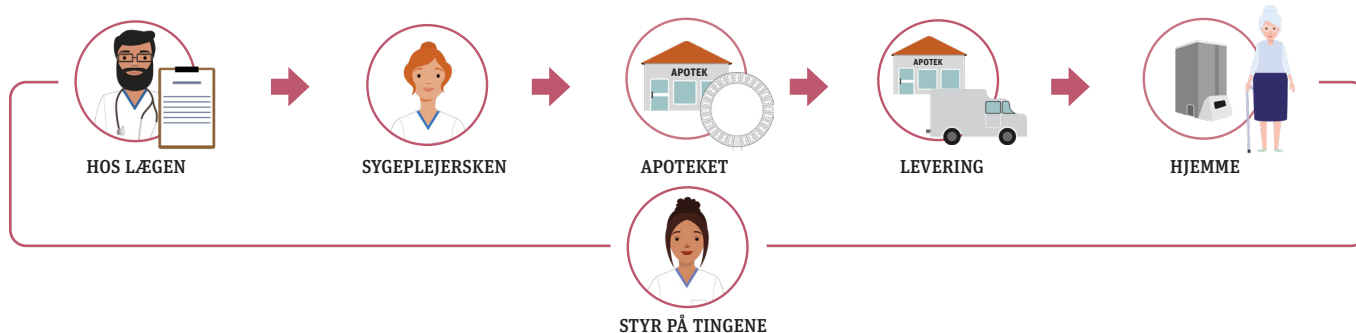 APOTEK
APOTEK
HOS LÆGEN
SYGEPLEJERSKEN
APOTEKET
LEVERING
HJEMME
STYR PÅ TINGENE